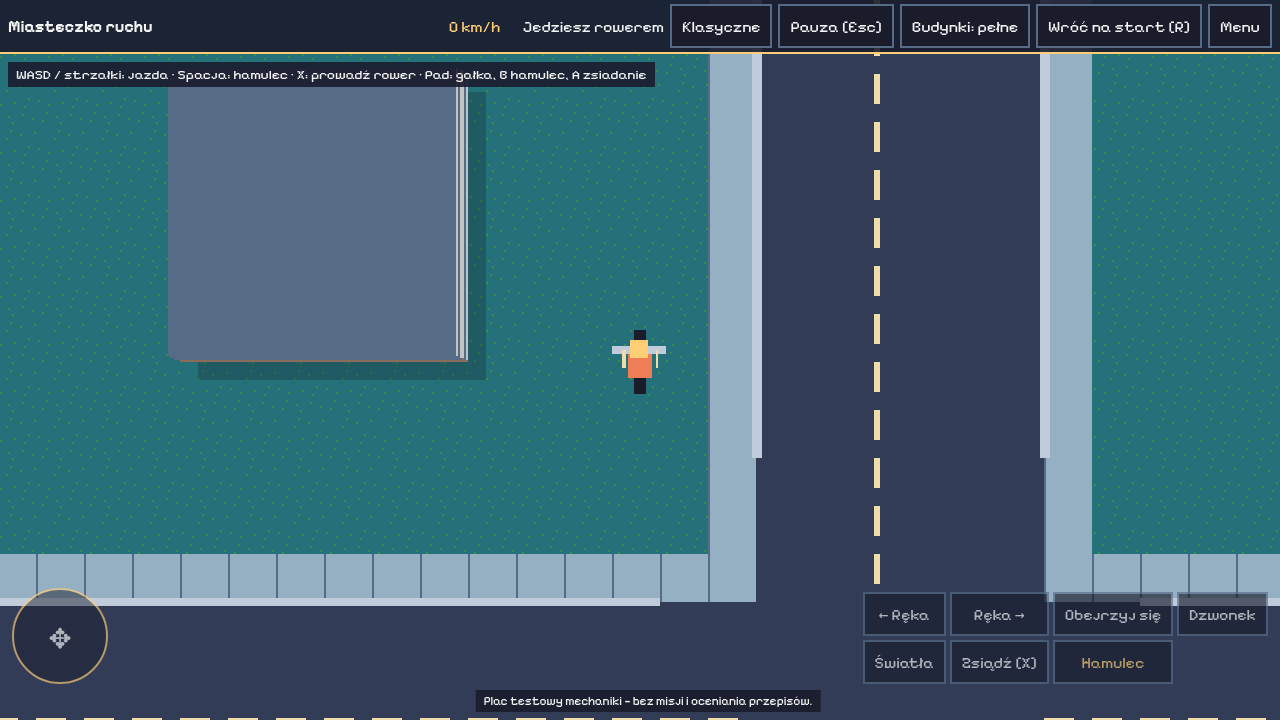 Miasteczko ruchu
0 km/h
Jedziesz rowerem
Klasyczne
Pauza (Esc)
Budynki: pełne
Wróć na start (R)
Menu
WASD / strzałki: jazda · Spacja: hamulec · X: prowadź rower · Pad: gałka, B hamulec, A zsiadanie
← Ręka
Ręka →
Obejrzyj się
Dzwonek
Światła
Zsiądź (X)
Hamulec
Plac testowy mechaniki – bez misji i oceniania przepisów.